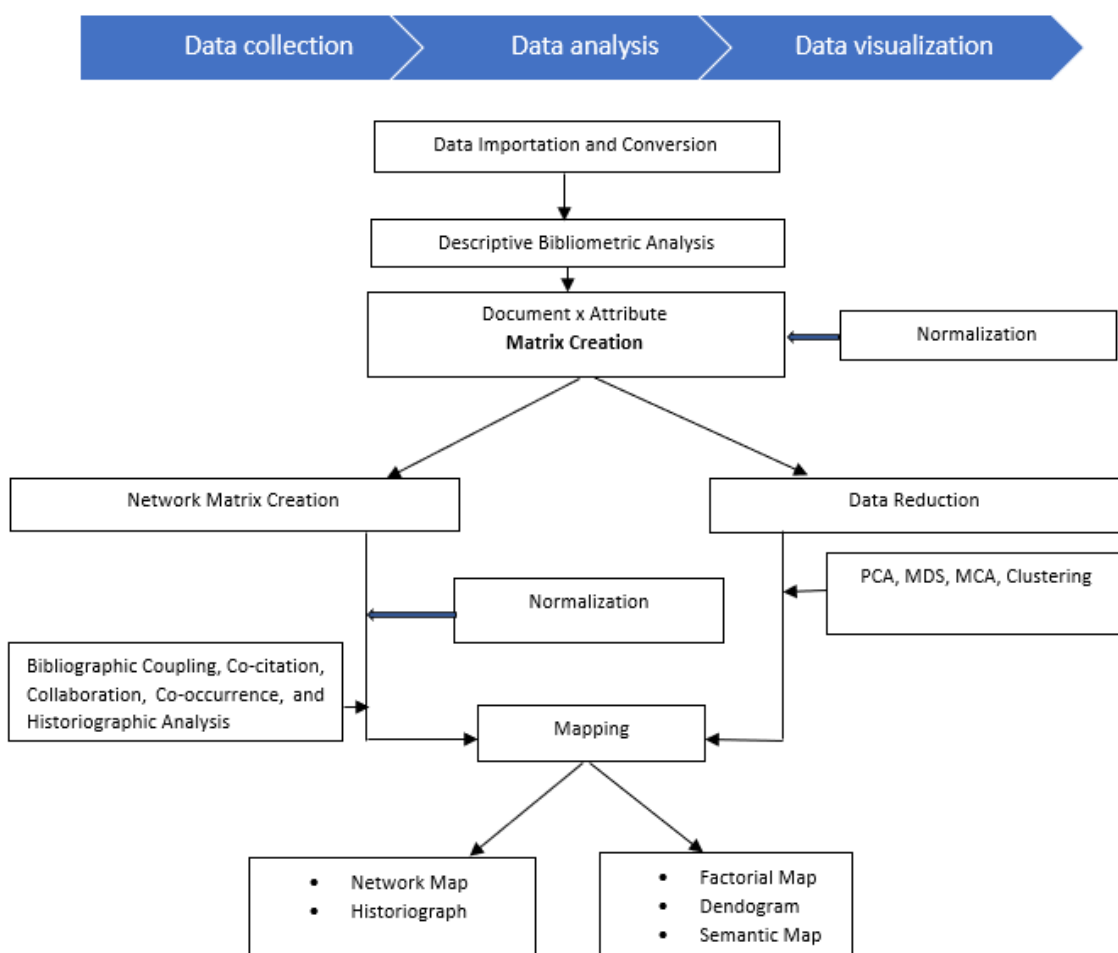 Data collection
Data analysis
Data visualization
Data Importation and Conversion
Descriptive Bibliometric Analysis
Document x Attribute
Matrix Creation
Normalization
Network Matrix Creation
Data Reduction
PCA, MDS, MCA, Clustering
Normalization
Bibliographic Coupling, Co-citation,
Collaboration, Co-occurrence, and
Historiographic Analysis
Mapping
• Network Map
• Historiograph
• Factorial Map
• Dendogram
• Semantic Map